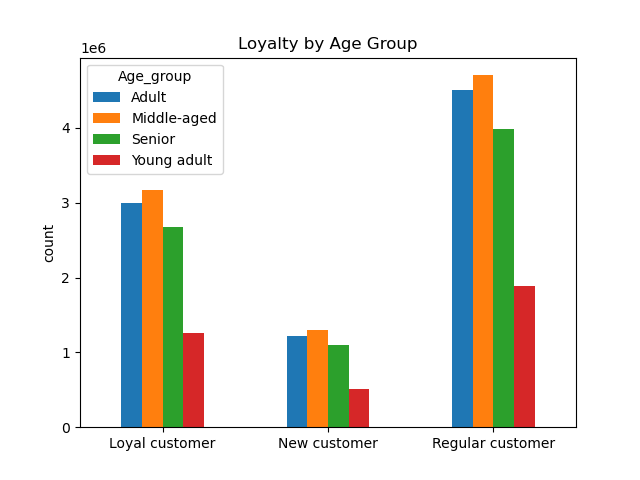 Loyalty by Age Group
1e6
Age_group
Adult
Middle-aged
Senior
Young adult
4
3
2
1
0
count
Loyal customer
New customer
Regular customer